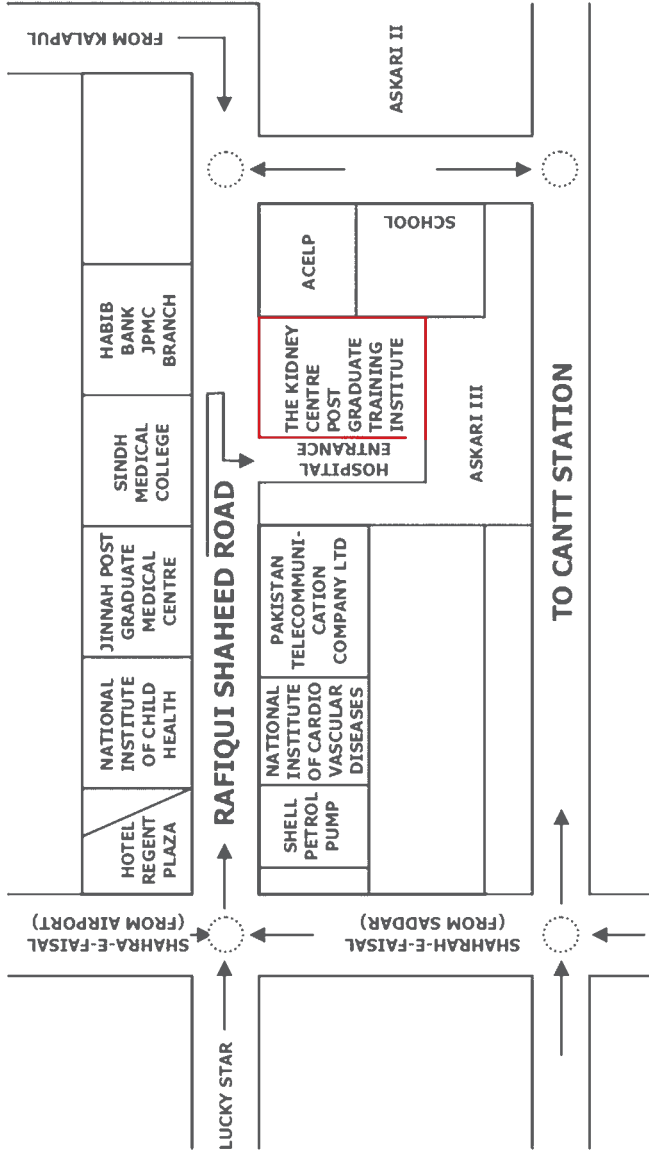 FROM KALAPUL
ASKARI II
HABIB
BANK
JPMC
BRANCH
ACELP
SCHOOL
THE KIDNEY
CENTRE
POST
GRADUATE
TRAINING
INSTITUTE
HOSPITAL
ENTRANCE
ASKARI III
SINDH
MEDICAL
COLLEGE
RAFIQUI SHAHEED ROAD
TO CANTT STATION
JINNAH POST
GRADUATE
MEDICAL
CENTRE
PAKISTAN
TELECOMMUNI-
CATION
COMPANY LTD
NATIONAL
INSTITUTE
OF CHILD
HEALTH
NATIONAL
INSTITUTE
OF CARDIO
VASCULAR
DISEASES
HOTEL
REGENT
PLAZA
SHELL
PETROL
PUMP
SHAHRA-E-FAISAL
(FROM AIRPORT)
SHAHRAH-E-FAISAL
(FROM SADDAR)
LUCKY STAR